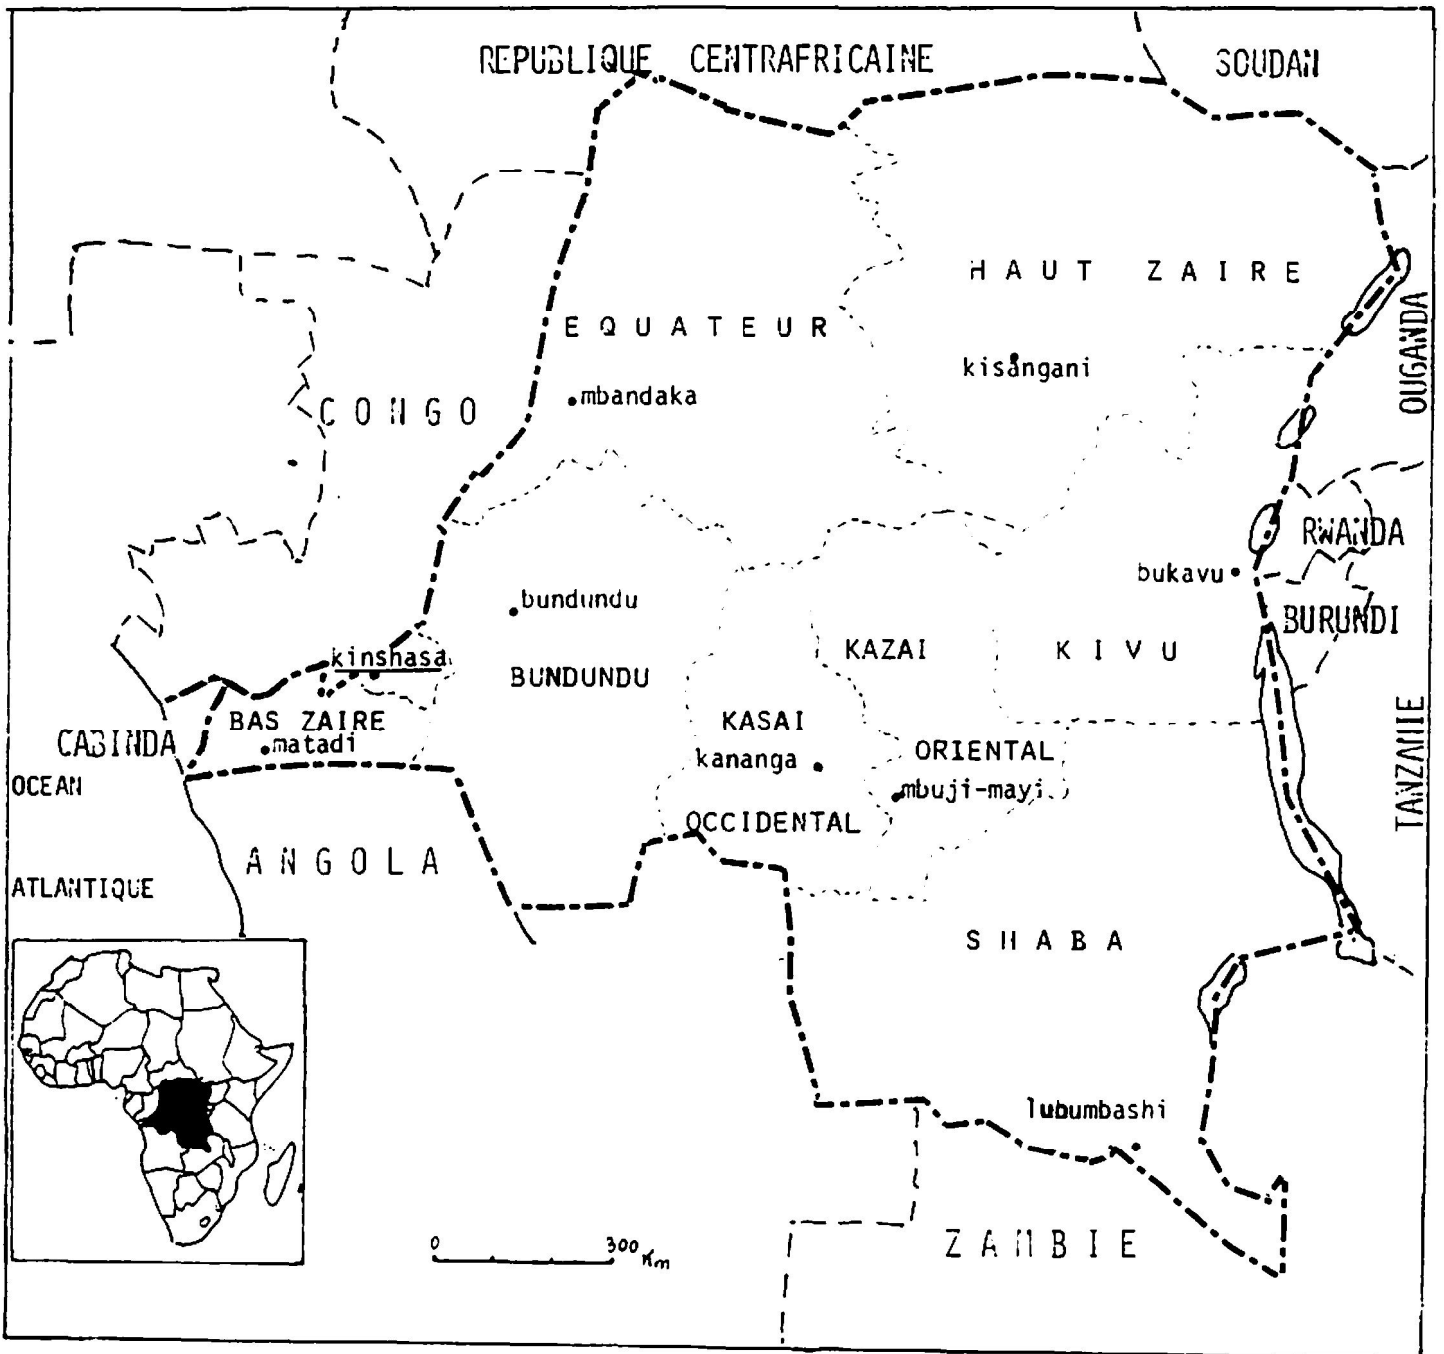 REPUBLIQUE CENTRAFRICAINE
SOUDAN
HAUT ZAIRE
EQUATEUR
OUGANDA
kisangani
mbandaka
CONGO
RWANDA
bukavu
bundundu
BURUNDI
KAZAI
KIVU
kinshasa
BUNDUNDU
BAS ZAIRE
KASAI
CABINDA
matadi
ORIENTAL
kananga
TANZANIE
OCEAN
mbuji-mayi
OCCIDENTAL
ANGOLA
ATLANTIQUE
SHABA
lubumbashi
ZAMBIE
0
300 Km